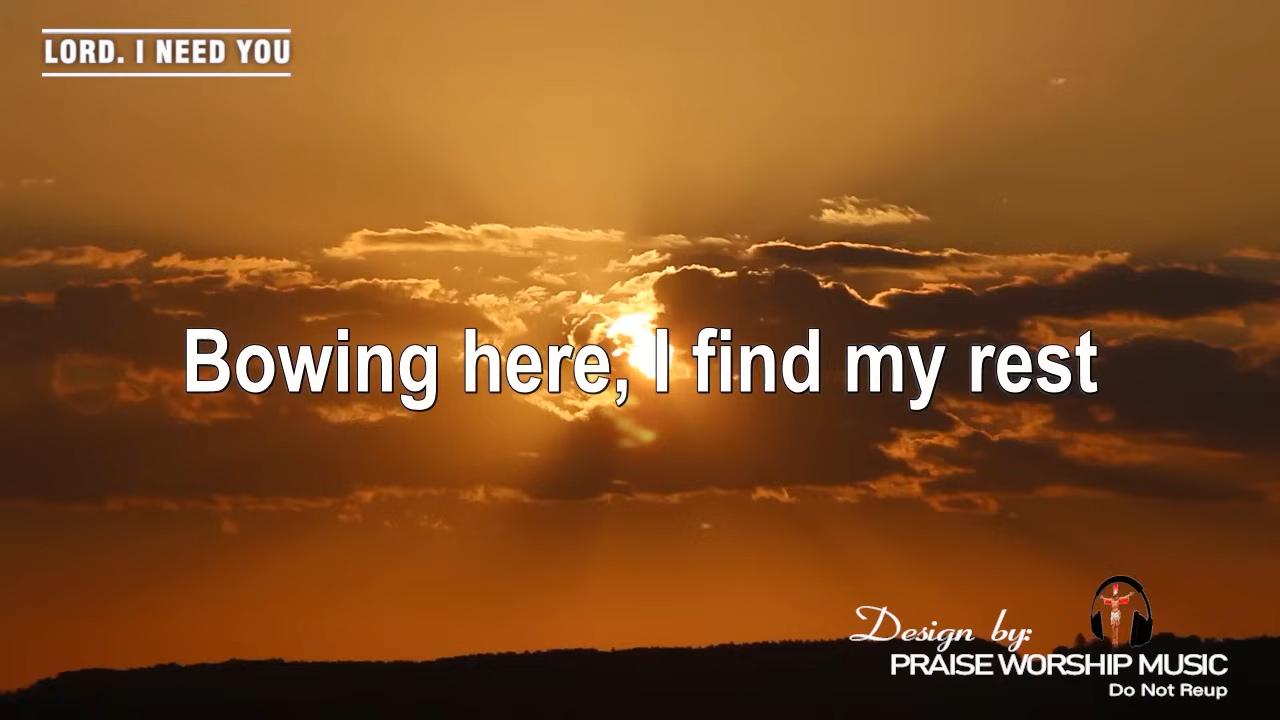 LORD. I NEED YOU
Bowing here, I find my rest
Design by:
PRAISE WORSHIP MUSIC
Do Not Reup